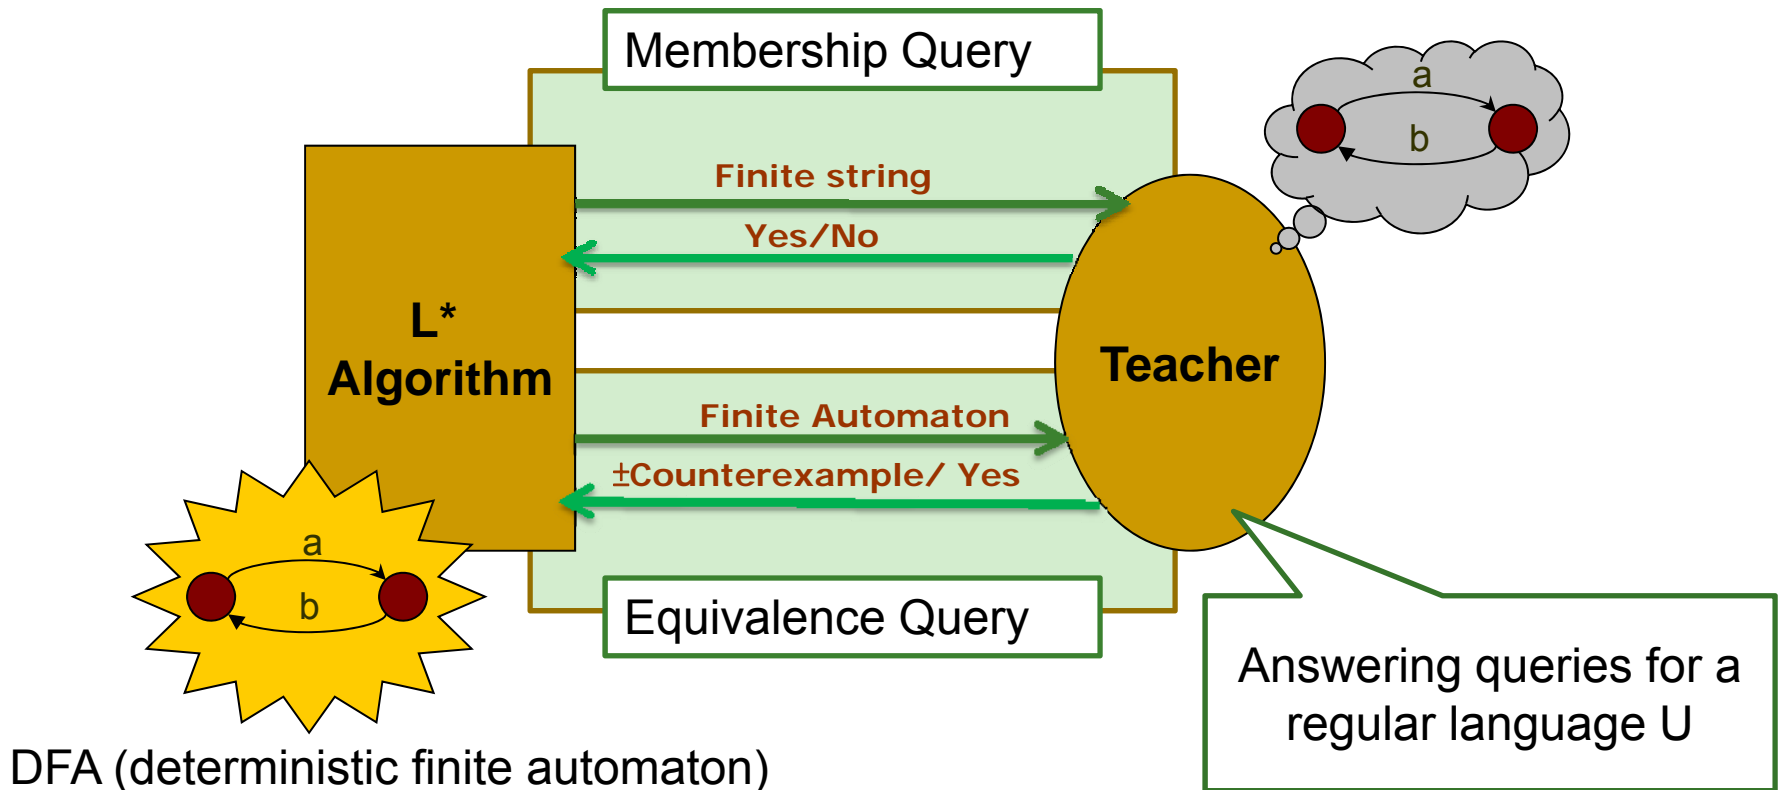 Membership Query
a
b
Finite string
Yes/No
L*
Algorithm
Teacher
Finite Automaton
±Counterexample/ Yes
a
b
Equivalence Query
Answering queries for a
regular language U
DFA (deterministic finite automaton)